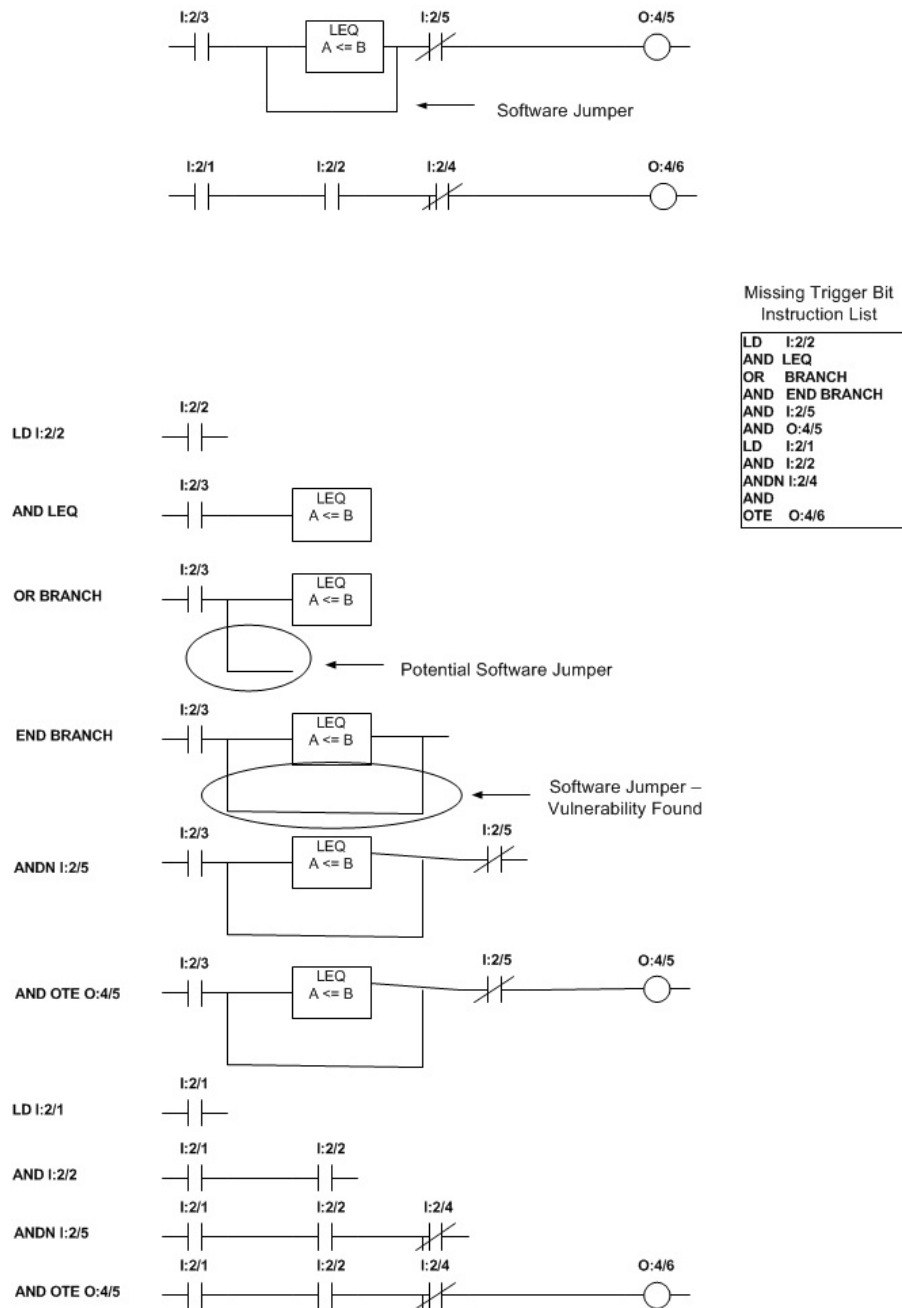 I:2/3
LEQ
A <= B
I:2/5
O:4/5
Software Jumper
I:2/1
I:2/2
I:2/4
O:4/6
Missing Trigger Bit
Instruction List
LD I:2/2
AND LEQ
OR BRANCH
AND END BRANCH
AND I:2/5
AND O:4/5
LD I:2/1
AND I:2/2
ANDN I:2/4
AND
OTE O:4/6
LD I:2/2
I:2/2
AND LEQ
I:2/3
LEQ
A <= B
OR BRANCH
I:2/3
LEQ
A <= B
Potential Software Jumper
END BRANCH
I:2/3
LEQ
A <= B
Software Jumper –
Vulnerability Found
ANDN I:2/5
I:2/3
LEQ
A <= B
I:2/5
AND OTE O:4/5
I:2/3
LEQ
A <= B
I:2/5
O:4/5
LD I:2/1
I:2/1
AND I:2/2
I:2/1
I:2/2
ANDN I:2/5
I:2/1
I:2/2
I:2/4
AND OTE O:4/5
I:2/1
I:2/2
I:2/4
O:4/6